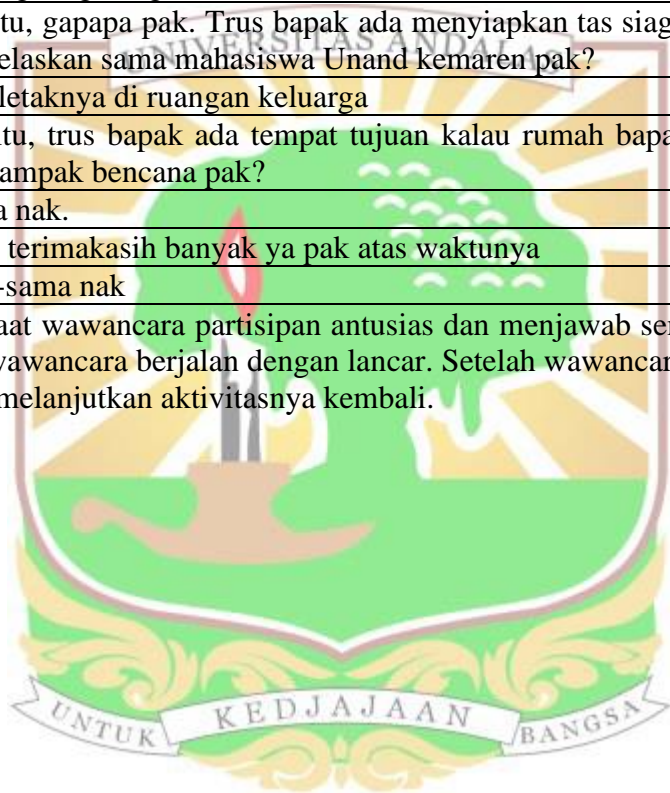 tu, gapapa pak. Trus bapak ada menyiapkan tas siag
UNIVERSITAS ANDALAS
elaskan sama mahasiswa Unand kemaren pak?
letaknya di ruangan keluarga
tu, trus bapak ada tempat tujuan kalau rumah bapa
ampak bencana pak?
a nak.
terimakasih banyak ya pak atas waktunya
-sama nak
aat wawancara partisipan antusias dan menjawab se
awancara berjalan dengan lancar. Setelah wawancar
melanjutkan aktivitasnya kembali.
UNTUK KEDJAJAAN BANGSA